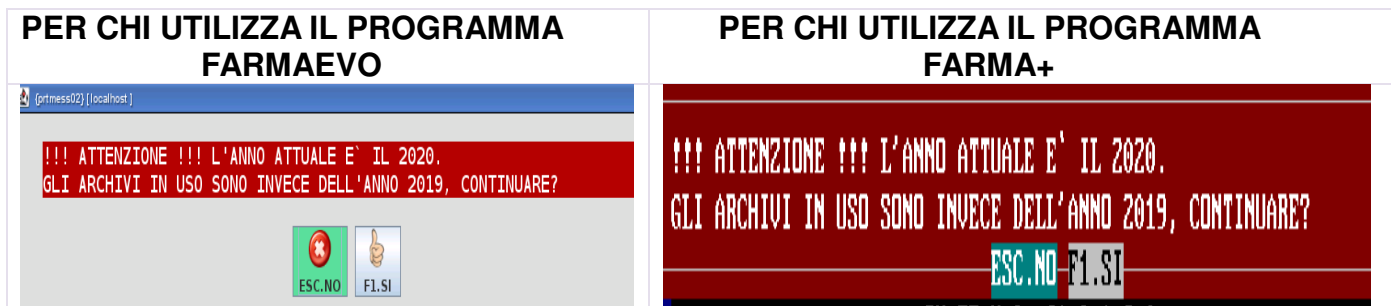 PER CHI UTILIZZA IL PROGRAMMA
FARMAEVO
{prtmess02} [localhost ]
!!! ATTENZIONE !!! L'ANNO ATTUALE E` IL 2020.
GLI ARCHIVI IN USO SONO INVECE DELL'ANNO 2019, CONTINUARE?
ESC.NO F1.SI
PER CHI UTILIZZA IL PROGRAMMA
FARMA+
!!! ATTENZIONE !!! L'ANNO ATTUALE E` IL 2020.
GLI ARCHIVI IN USO SONO INVECE DELL'ANNO 2019, CONTINUARE?
ESC.NO F1.SI